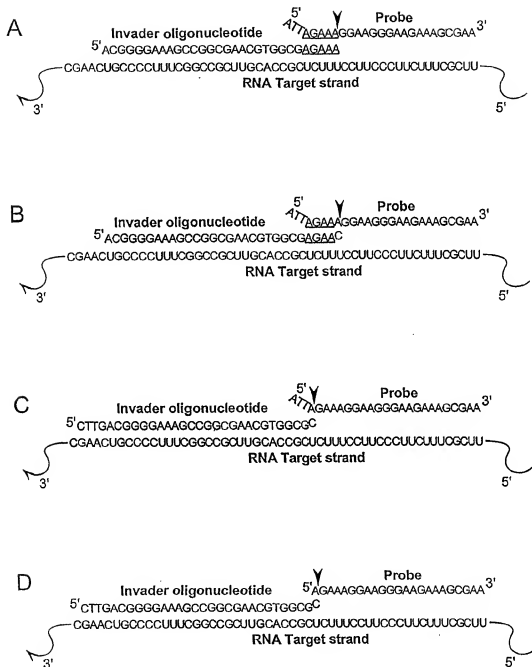 A
Invader oligonucleotide 5' Probe
ATTAGAAAGGAAGGGAAGAAAGCGAA 3'
5' ACGGGGAAAGCCGGCGAACGTGGCGAGAAA
CGAACUGCCCCUUUCGGCCGCUUGCACCGCUCUUUCCUUCCCUUCUUUCGCUU
3' RNA Target strand 5'
B
Invader oligonucleotide 5' Probe
ATTAGAAAGGAAGGGAAGAAAGCGAA 3'
5' ACGGGGAAAGCCGGCGAACGTGGCGAGAAC
CGAACUGCCCCUUUCGGCCGCUUGCACCGCUCUUUCCUUCCCUUCUUUCGCUU
3' RNA Target strand 5'
C
Invader oligonucleotide 5' Probe
ATTAGAAAGGAAGGGAAGAAAGCGAA 3'
5' CTTGACGGGGAAAGCCGGCGAACGTGGCGC
CGAACUGCCCCUUUCGGCCGCUUGCACCGCUCUUUCCUUCCCUUCUUUCGCUU
3' RNA Target strand 5'
D
Invader oligonucleotide Probe
5' AGAAAGGAAGGGAAGAAAGCGAA 3'
5' CTTGACGGGGAAAGCCGGCGAACGTGGCGC
CGAACUGCCCCUUUCGGCCGCUUGCACCGCUCUUUCCUUCCCUUCUUUCGCUU
3' RNA Target strand 5'